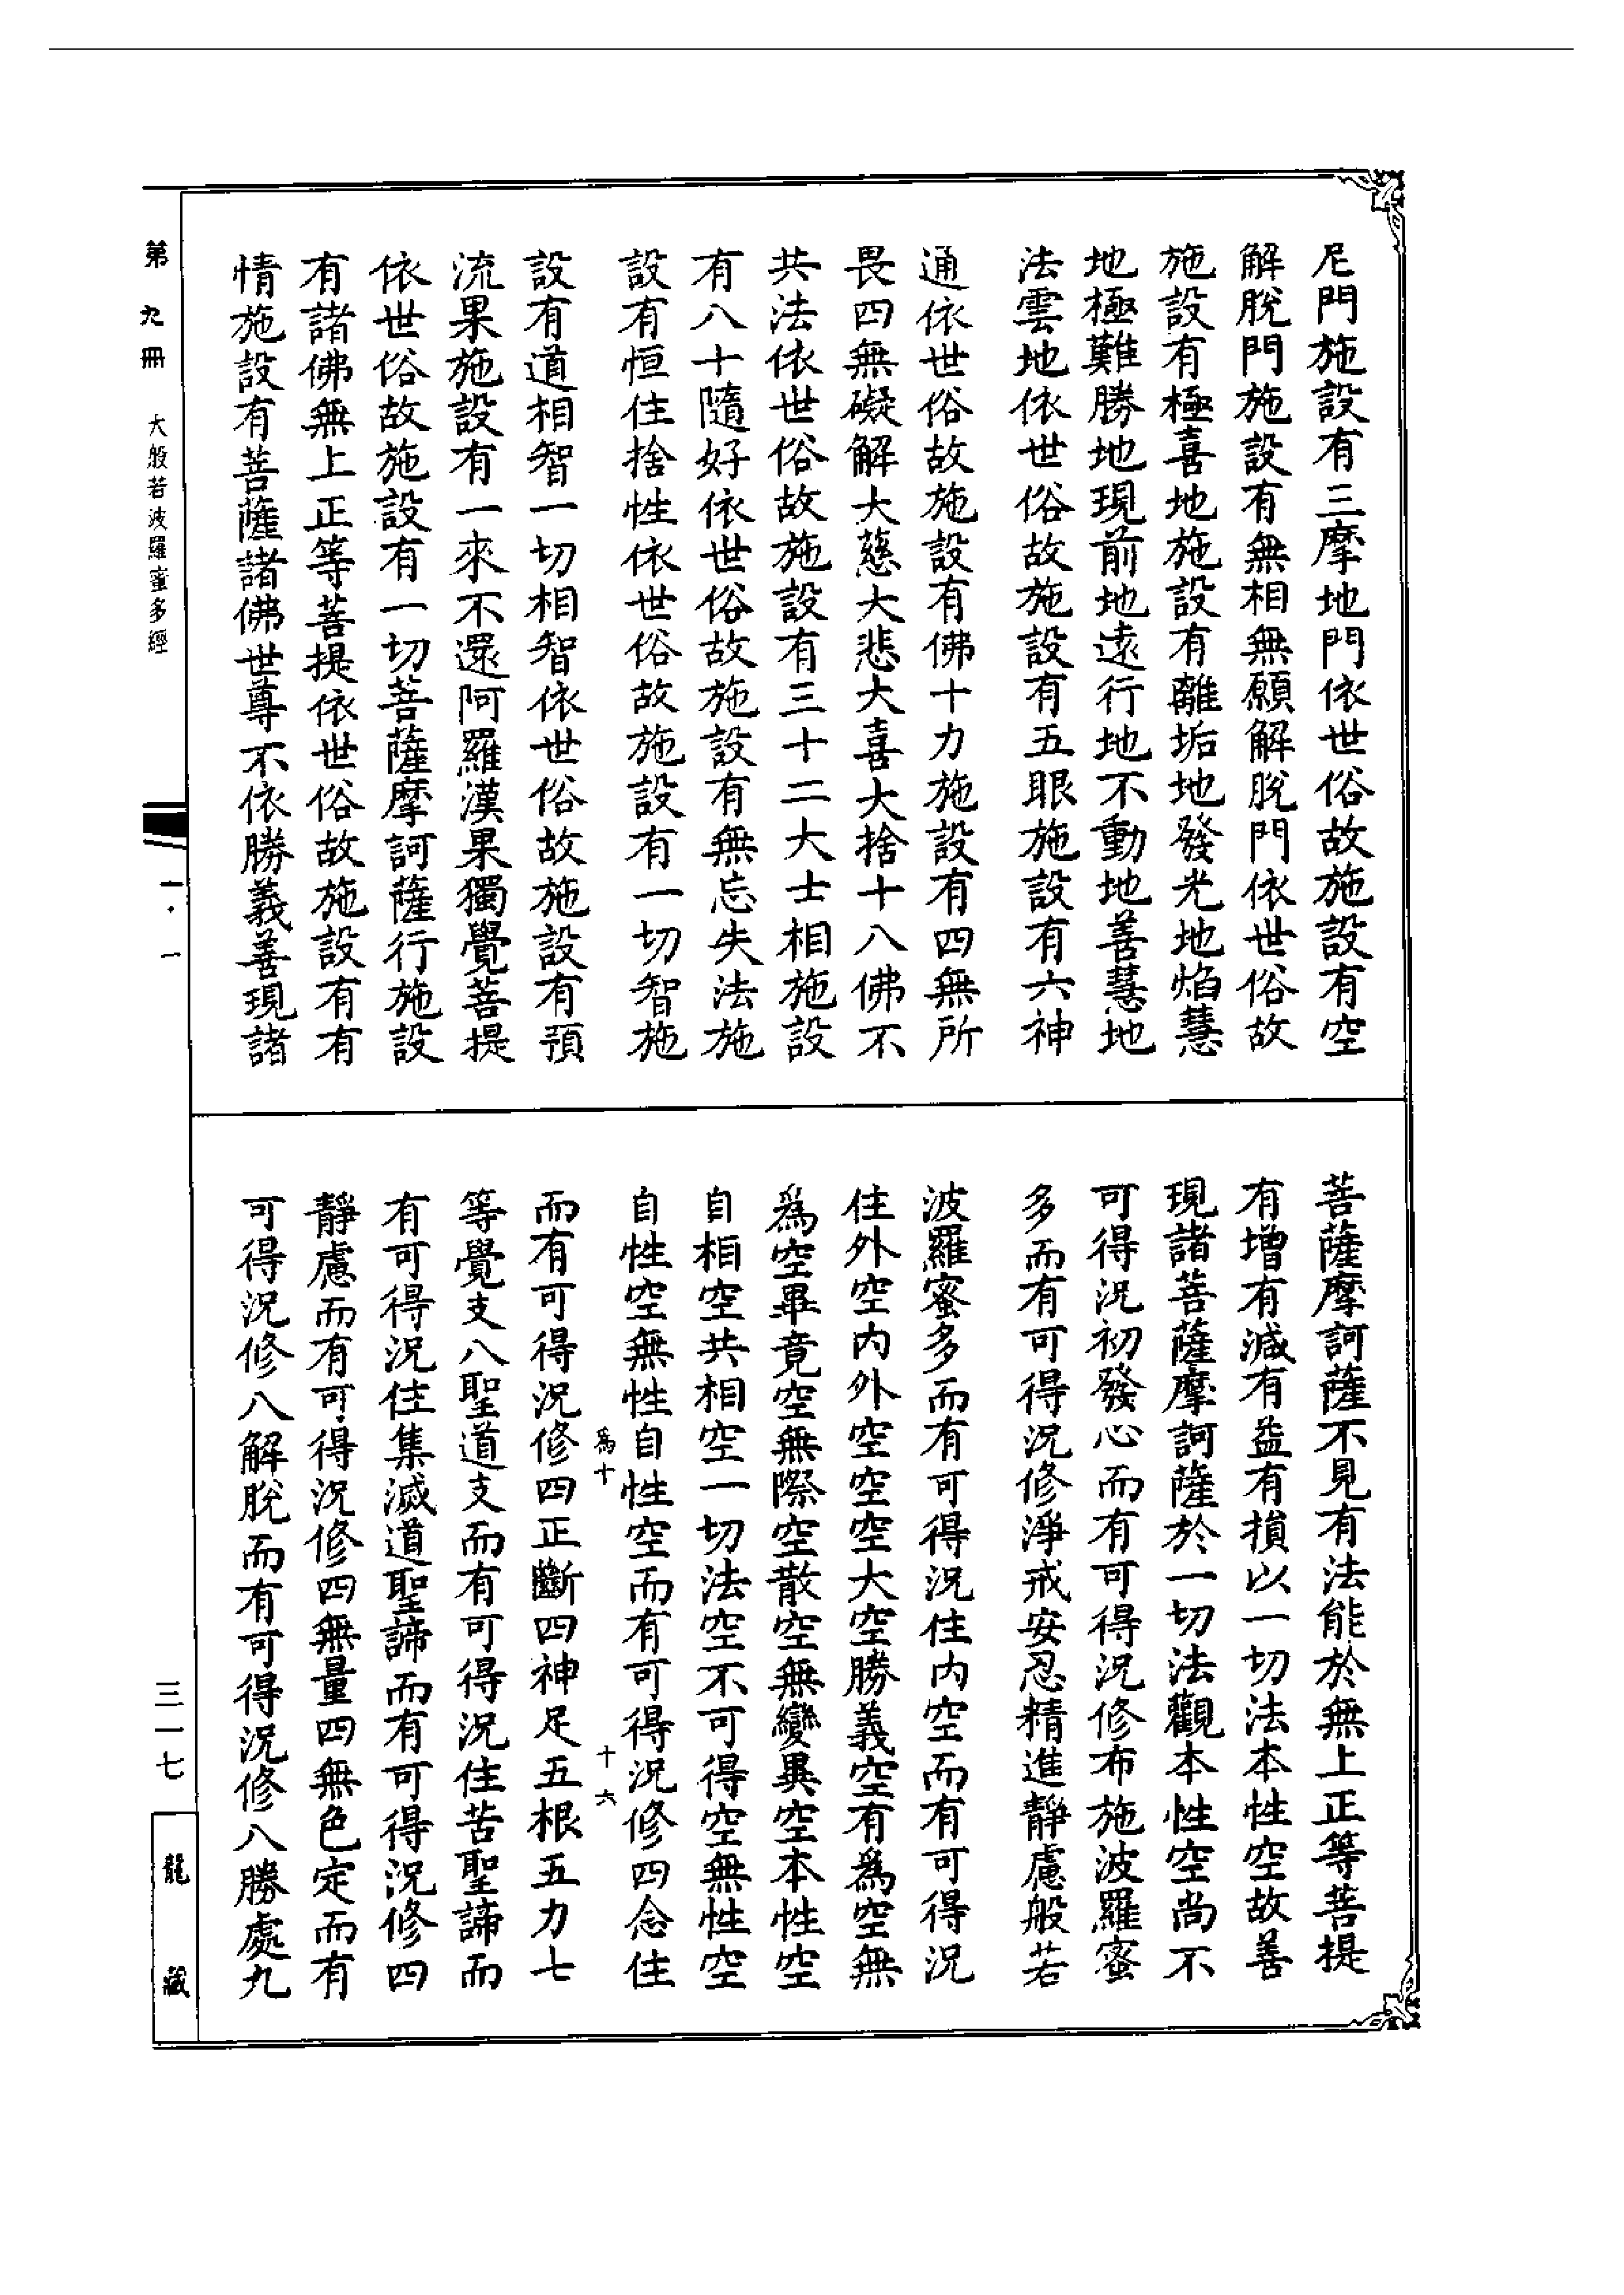 尼門施設有三摩地門依世俗故施設有空
解脫門施設有無相無願解脫門依世俗故
施設有極喜地施設有離垢地發光地焰慧
地極難勝地現前地遠行地不動地善慧地
法雲地依世俗故施設有五眼施設有六神
通依世俗故施設有佛十力施設有四無所
畏四無礙解大慈大悲大喜大捨十八佛不
共法依世俗故施設有三十二大士相施設
有八十隨好依世俗故施設有無忘失法施
設有恒住捨性依世俗故施設有一切智施
設有道相智一切相智依世俗故施設有預
流果施設有一來不還阿羅漢果獨覺菩提
依世俗故施設有一切菩薩摩訶薩行施設
有諸佛無上正等菩提依世俗故施設有有
情施設有菩薩諸佛世尊不依勝義善現諸
菩薩摩訶薩不見有法能於無上正等菩提
有增有減有益有損以一切法本性空故善
現諸菩薩摩訶薩於一切法觀本性空尚不
可得況初發心而有可得況修布施波羅蜜
多而有可得況修淨戒安忍精進靜慮般若
波羅蜜多而有可得況住內空而有可得況
住外空內外空空空大空勝義空有為空無
為空畢竟空無際空散空無變異空本性空
自相空共相空一切法空不可得空無性空
自性空無性自性空而有可得況修四念住
為十 十六
而有可得況修四正斷四神足五根五力七
等覺支八聖道支而有可得況住苦聖諦而
有可得況住集滅道聖諦而有可得況修四
靜慮而有可得況修四無量四無色定而有
可得況修八解脫而有可得況修八勝處九
第九冊 大般若波羅蜜多經 一·一 三一七 龍藏